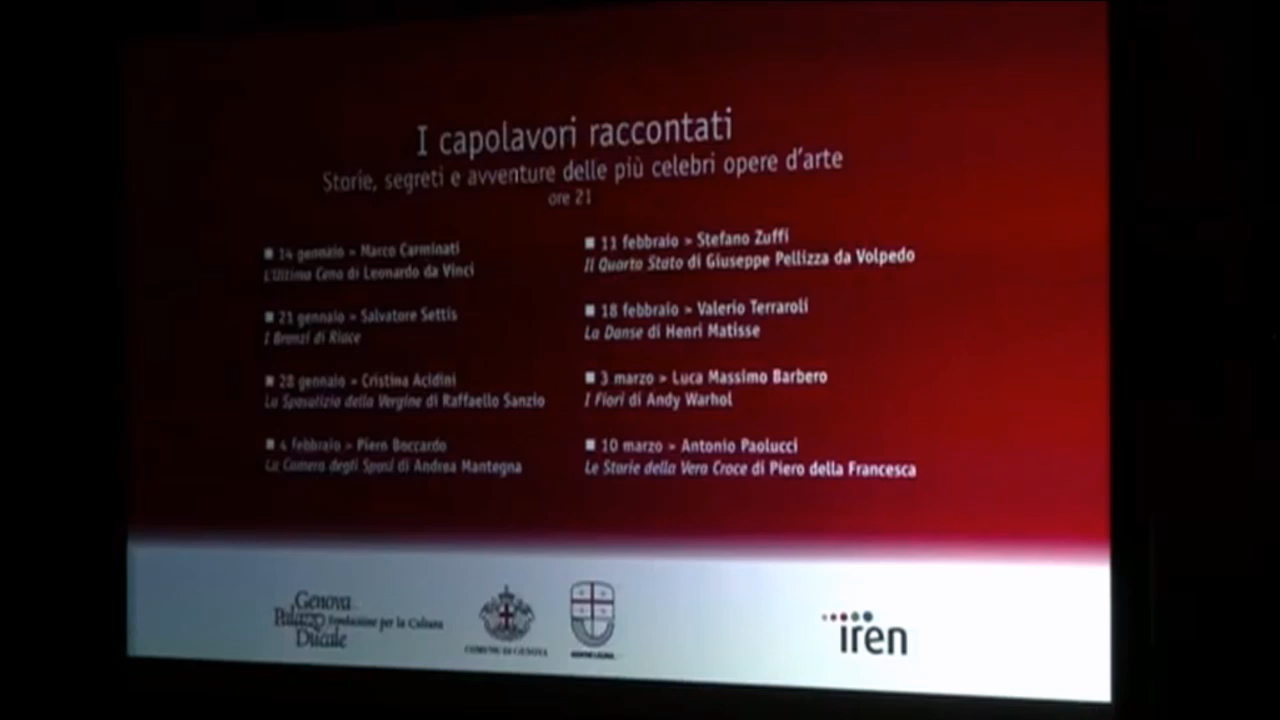 I capolavori raccontati
Storie, segreti e avventure delle più celebri opere d'arte
ore 21
14 gennaio > Marco Carminati
L'Ultima Cena di Leonardo da Vinci
21 gennaio > Salvatore Settis
I Bronzi di Riace
28 gennaio > Cristina Acidini
Lo Sposalizio della Vergine di Raffaello Sanzio
4 febbraio > Piero Boccardo
La Camera degli Sposi di Andrea Mantegna
11 febbraio > Stefano Zuffi
Il Quarto Stato di Giuseppe Pellizza da Volpedo
18 febbraio > Valerio Terraroli
La Danse di Henri Matisse
3 marzo > Luca Massimo Barbero
I Fiori di Andy Warhol
10 marzo > Antonio Paolucci
Le Storie della Vera Croce di Piero della Francesca
Genova
Palazzo Fondazione per la Cultura
Ducale
COMUNE DI GENOVA
REGIONE LIGURIA
iren